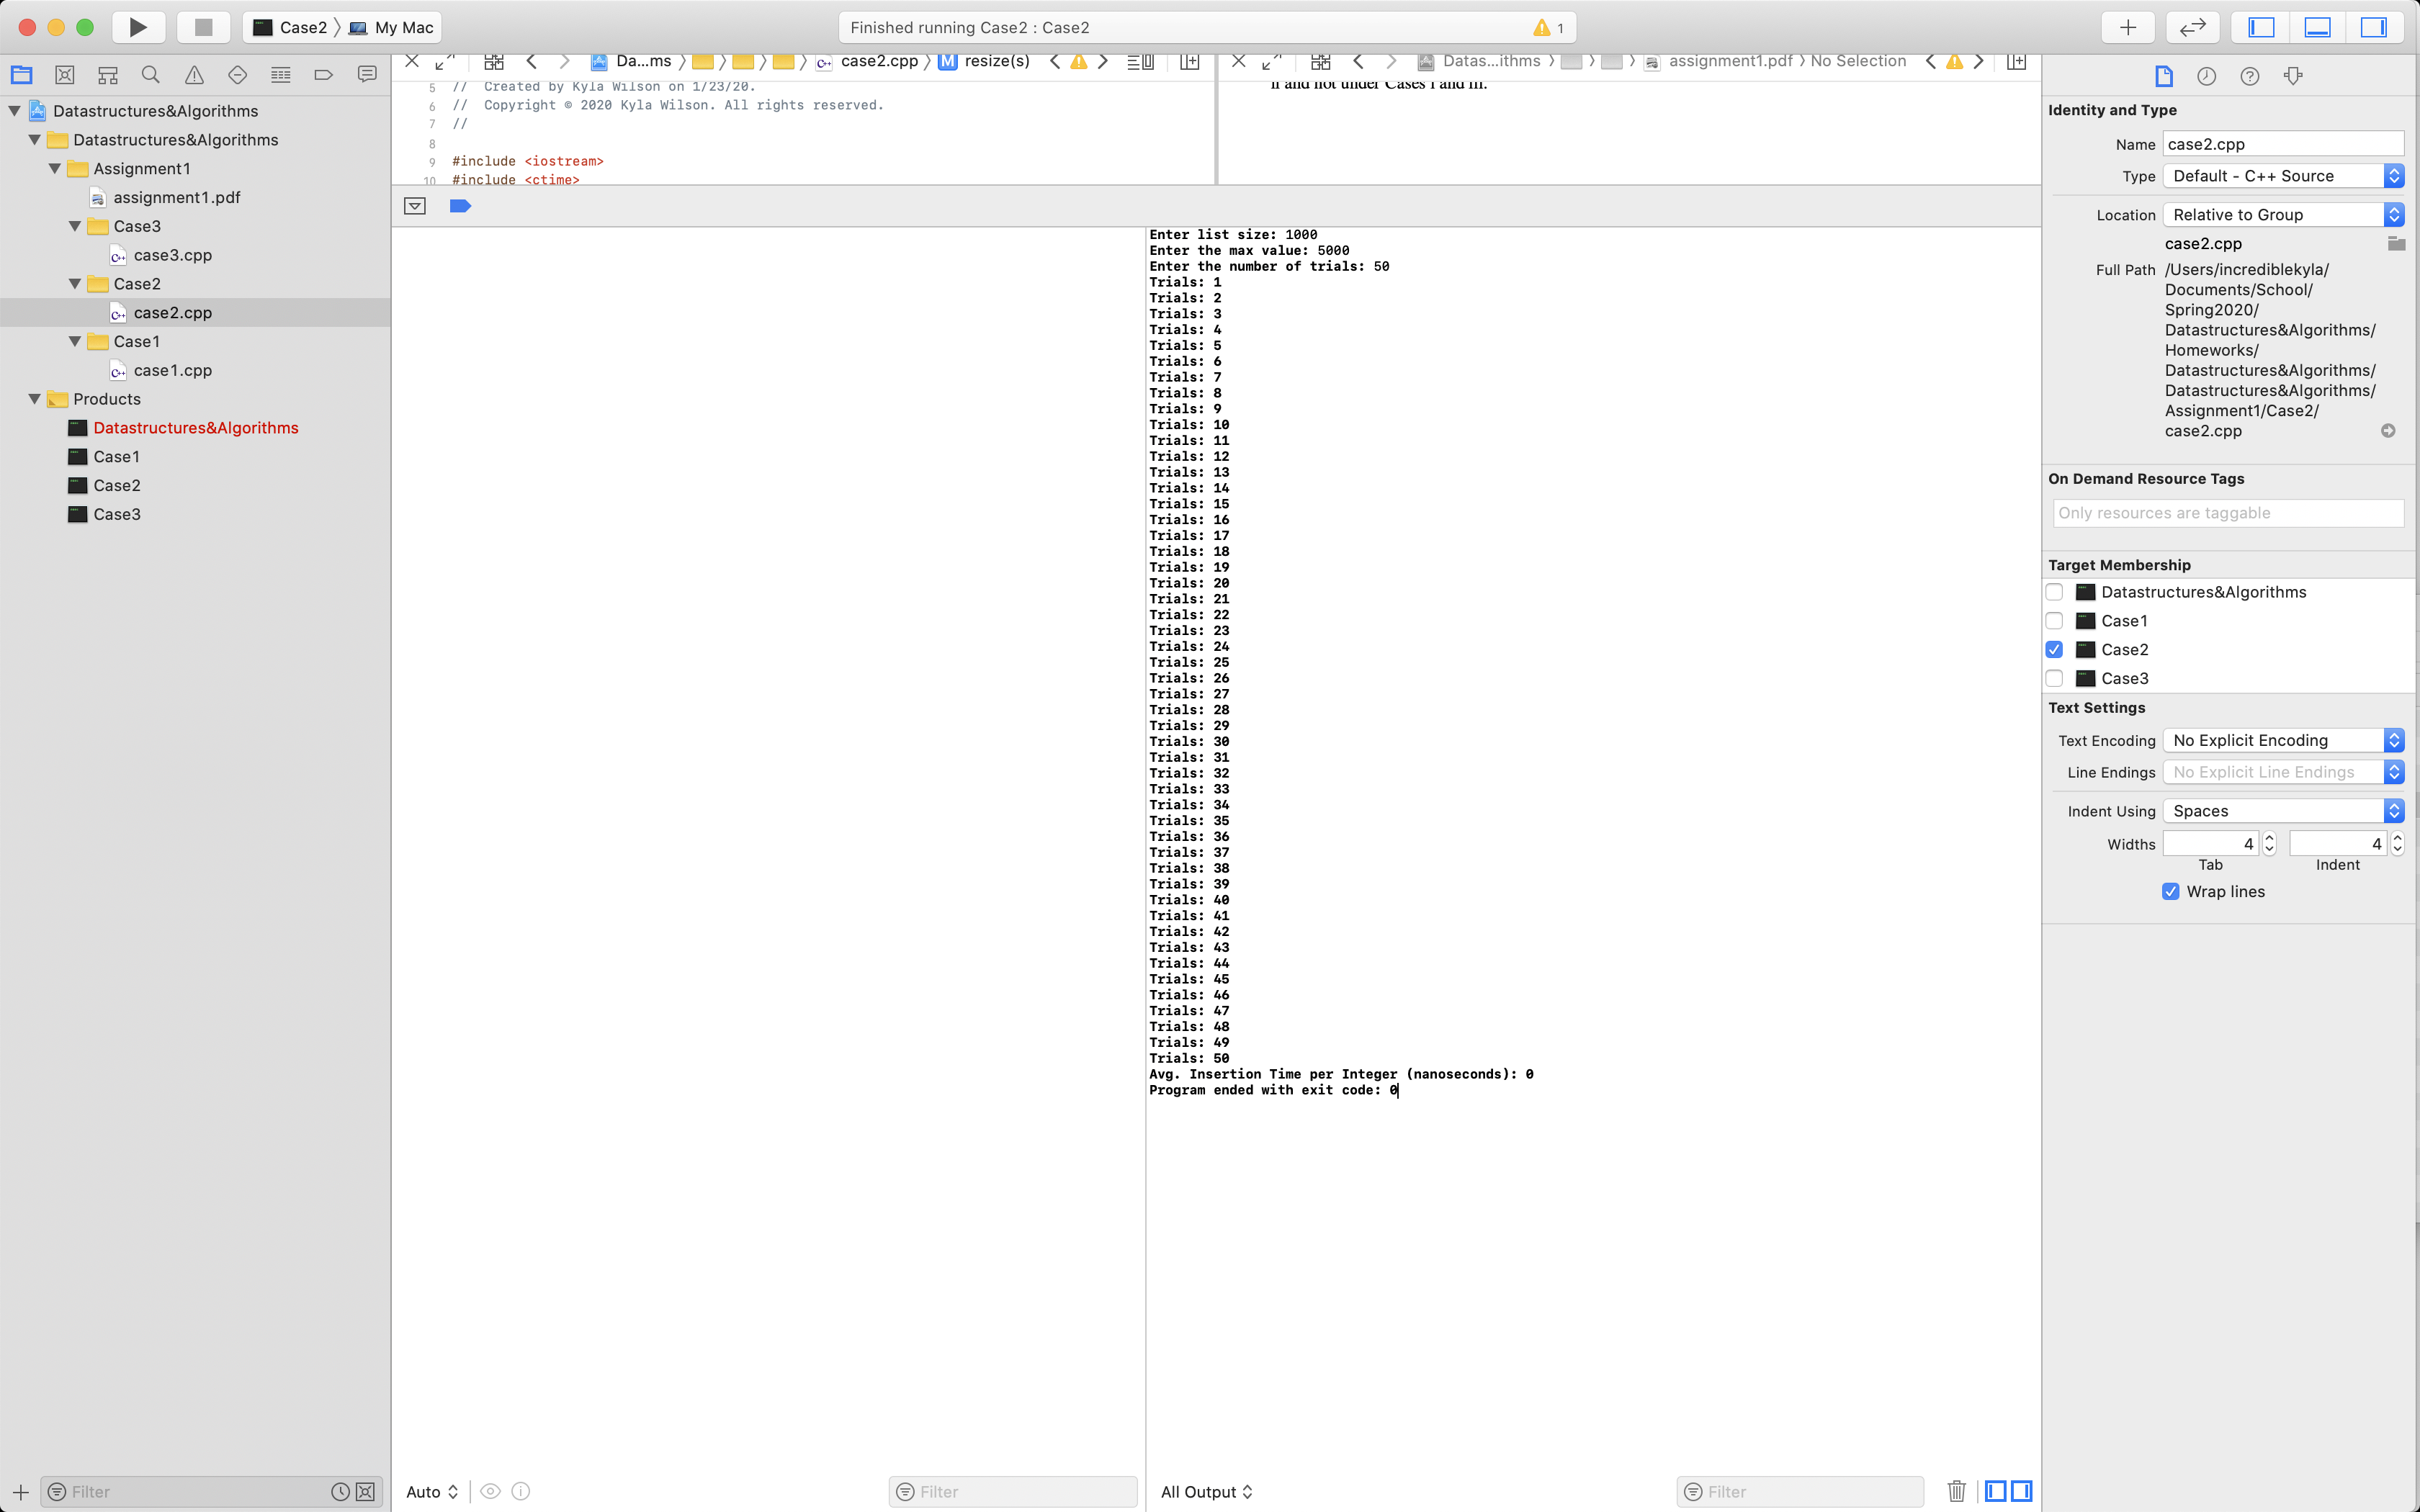 Case2 〉 My Mac
Finished running Case2 : Case2
1
Datastructures&Algorithms
Datastructures&Algorithms
Assignment1
assignment1.pdf
Case3
case3.cpp
Case2
case2.cpp
Case1
case1.cpp
Products
Datastructures&Algorithms
Case1
Case2
Case3
Filter
Da...ms 〉 case2.cpp 〉 M resize(s)
5 // Created by Kyla Wilson on 1/23/20.
6 // Copyright © 2020 Kyla Wilson. All rights reserved.
7 //
8
9 #include <iostream>
10 #include <ctime>
Datas...ithms 〉 assignment1.pdf 〉 No Selection
II and not under Cases I and III.
Auto
Filter
Enter list size: 1000
Enter the max value: 5000
Enter the number of trials: 50
Trials: 1
Trials: 2
Trials: 3
Trials: 4
Trials: 5
Trials: 6
Trials: 7
Trials: 8
Trials: 9
Trials: 10
Trials: 11
Trials: 12
Trials: 13
Trials: 14
Trials: 15
Trials: 16
Trials: 17
Trials: 18
Trials: 19
Trials: 20
Trials: 21
Trials: 22
Trials: 23
Trials: 24
Trials: 25
Trials: 26
Trials: 27
Trials: 28
Trials: 29
Trials: 30
Trials: 31
Trials: 32
Trials: 33
Trials: 34
Trials: 35
Trials: 36
Trials: 37
Trials: 38
Trials: 39
Trials: 40
Trials: 41
Trials: 42
Trials: 43
Trials: 44
Trials: 45
Trials: 46
Trials: 47
Trials: 48
Trials: 49
Trials: 50
Avg. Insertion Time per Integer (nanoseconds): 0
Program ended with exit code: 0
All Output
Filter
Identity and Type
Name case2.cpp
Type Default - C++ Source
Location Relative to Group
case2.cpp
Full Path /Users/incrediblekyla/
Documents/School/
Spring2020/
Datastructures&Algorithms/
Homeworks/
Datastructures&Algorithms/
Datastructures&Algorithms/
Assignment1/Case2/
case2.cpp
On Demand Resource Tags
Only resources are taggable
Target Membership
Datastructures&Algorithms
Case1
Case2
Case3
Text Settings
Text Encoding No Explicit Encoding
Line Endings No Explicit Line Endings
Indent Using Spaces
Widths 4 4
Tab Indent
Wrap lines